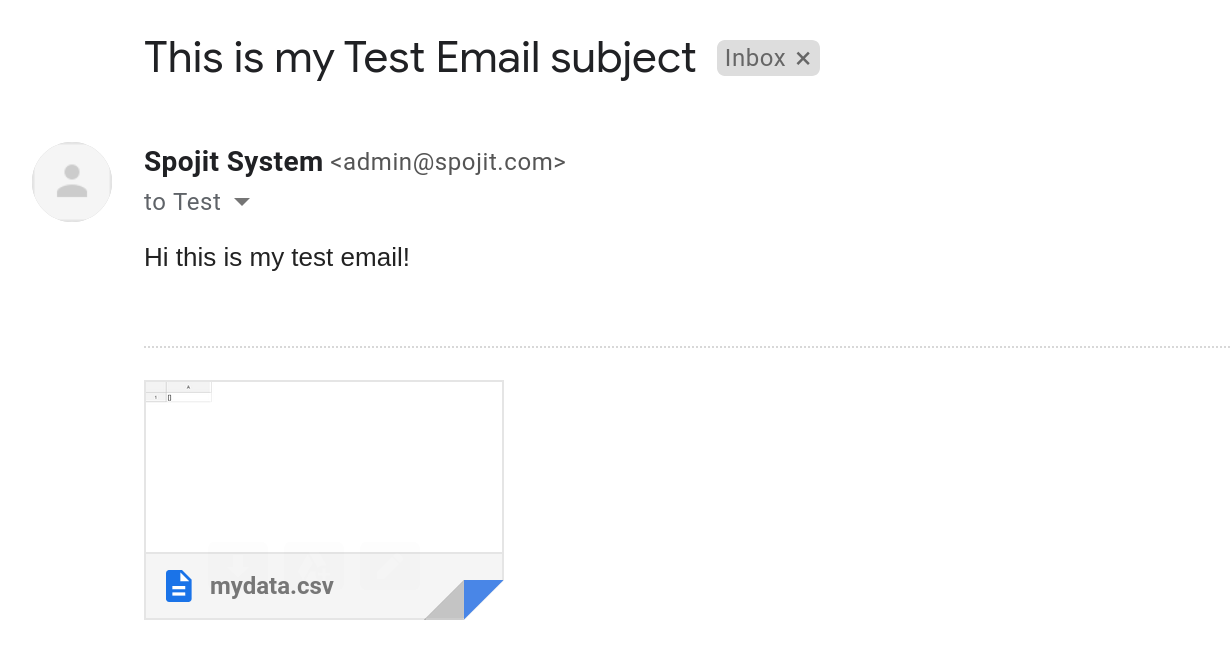 This is my Test Email subject Inbox ×
Spojit System <admin@spojit.com>
to Test
Hi this is my test email!
A
1 []
mydata.csv